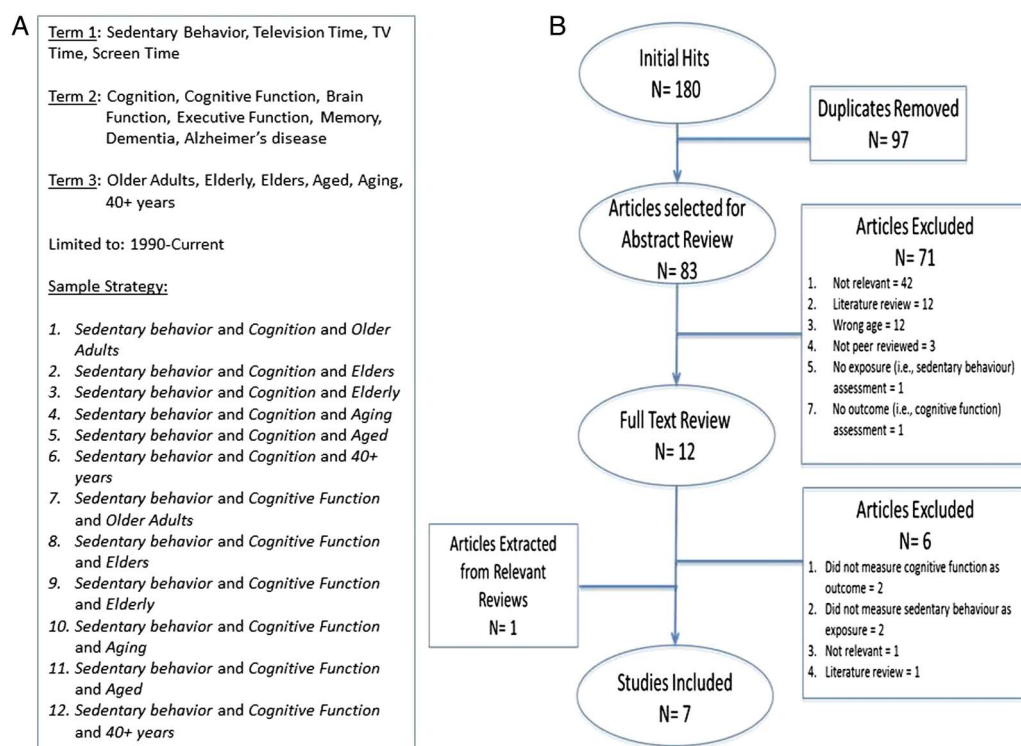 A
Term 1: Sedentary Behavior, Television Time, TV
Time, Screen Time
Term 2: Cognition, Cognitive Function, Brain
Function, Executive Function, Memory,
Dementia, Alzheimer's disease
Term 3: Older Adults, Elderly, Elders, Aged, Aging,
40+ years
Limited to: 1990-Current
Sample Strategy:
1. Sedentary behavior and Cognition and Older
Adults
2. Sedentary behavior and Cognition and Elders
3. Sedentary behavior and Cognition and Elderly
4. Sedentary behavior and Cognition and Aging
5. Sedentary behavior and Cognition and Aged
6. Sedentary behavior and Cognition and 40+
years
7. Sedentary behavior and Cognitive Function
and Older Adults
8. Sedentary behavior and Cognitive Function
and Elders
9. Sedentary behavior and Cognitive Function
and Elderly
10. Sedentary behavior and Cognitive Function
and Aging
11. Sedentary behavior and Cognitive Function
and Aged
12. Sedentary behavior and Cognitive Function
and 40+ years
B
Initial Hits
N= 180
Duplicates Removed
N= 97
Articles selected for
Abstract Review
N= 83
Articles Excluded
N= 71
1. Not relevant = 42
2. Literature review = 12
3. Wrong age = 12
4. Not peer reviewed = 3
5. No exposure (i.e., sedentary behaviour)
assessment = 1
7. No outcome (i.e., cognitive function)
assessment = 1
Full Text Review
N= 12
Articles Extracted
from Relevant
Reviews
N= 1
Articles Excluded
N= 6
1. Did not measure cognitive function as
outcome = 2
2. Did not measure sedentary behaviour as
exposure = 2
3. Not relevant = 1
4. Literature review = 1
Studies Included
N= 7